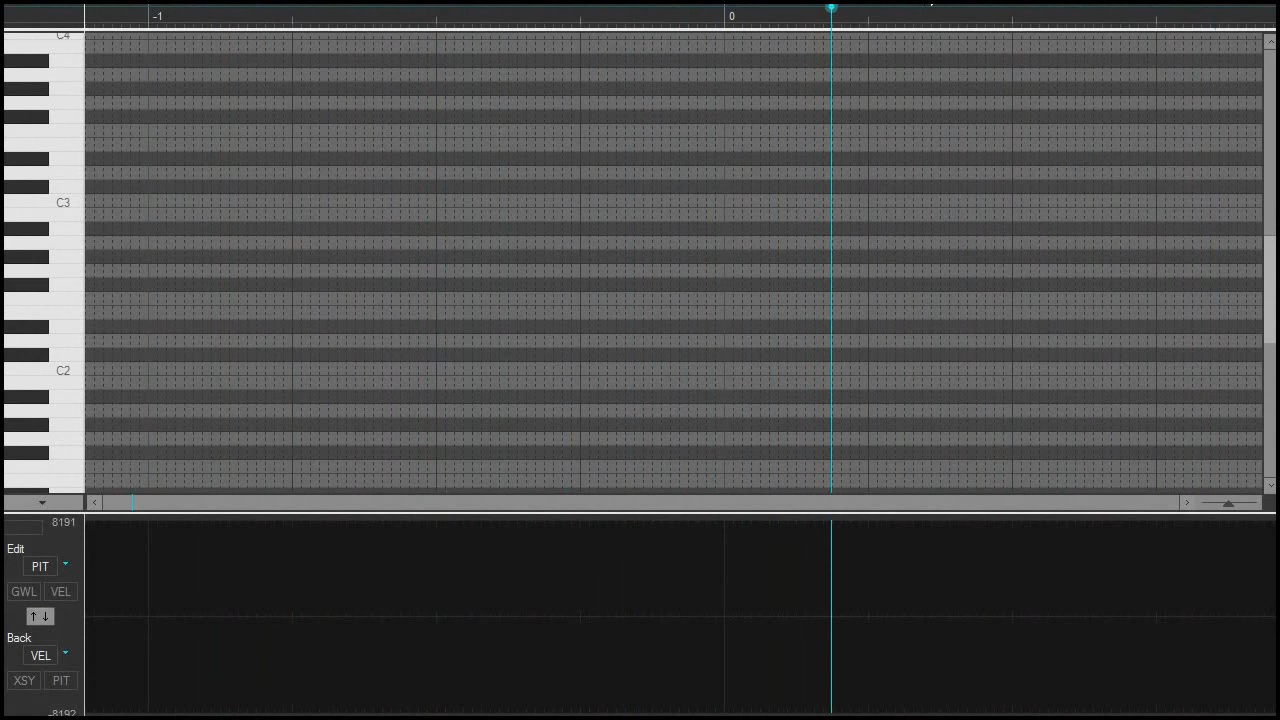 -1 0
C4
C3
C2
8191
Edit
PIT
GWL VEL
↑↓
Back
VEL
XSY PIT
-8192